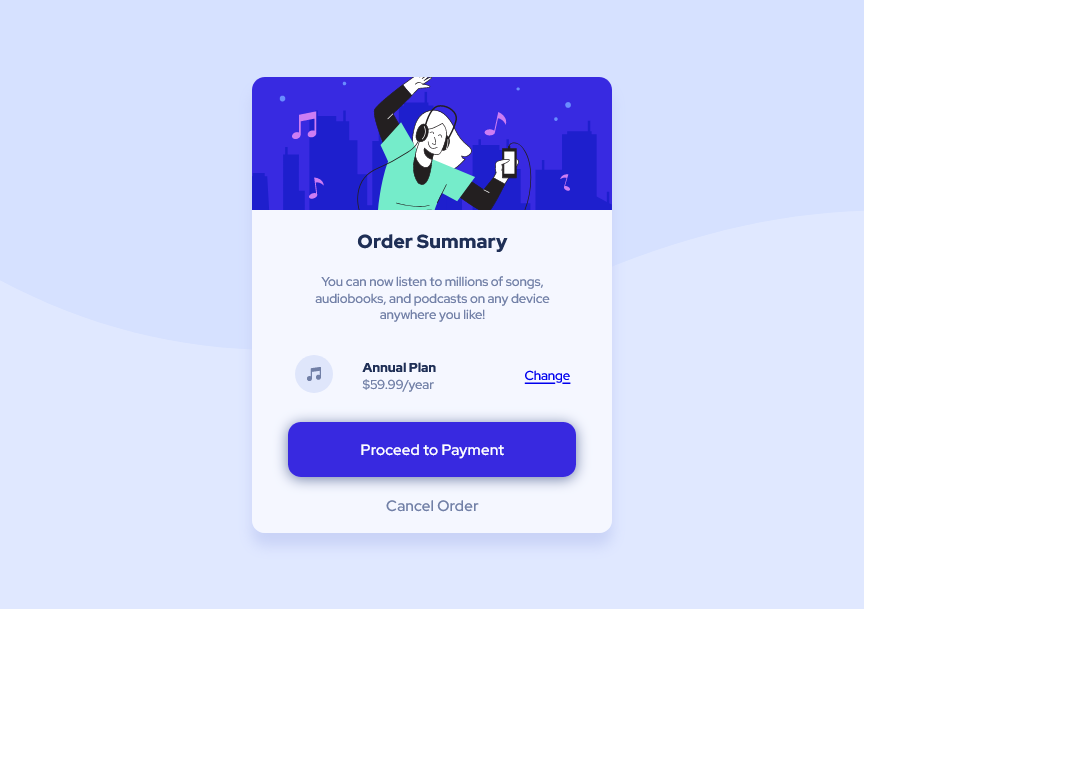 Order Summary
You can now listen to millions of songs,
audiobooks, and podcasts on any device
anywhere you like!
Annual Plan
$59.99/year
Change
Proceed to Payment
Cancel Order